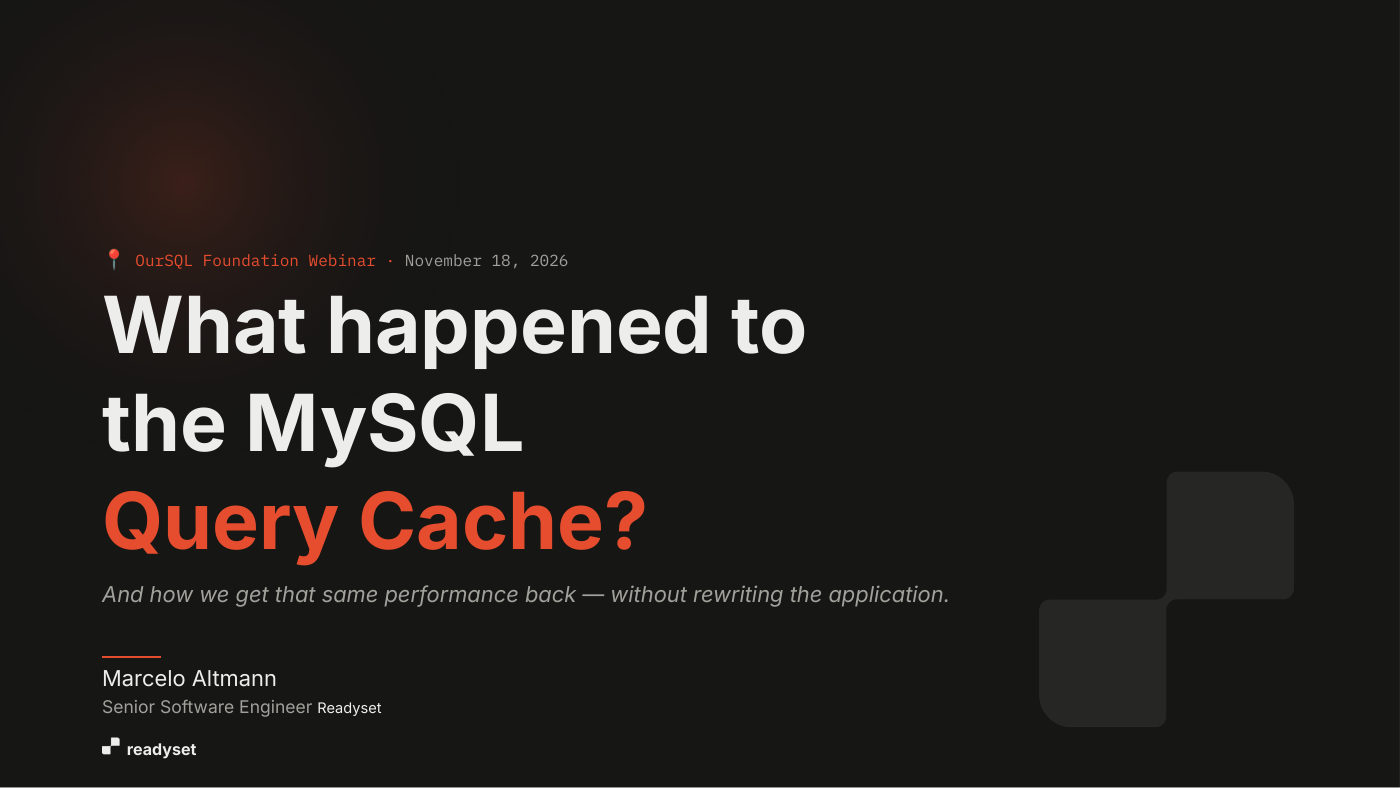 📍 OurSQL Foundation Webinar · November 18, 2026
What happened to
the MySQL
Query Cache?
And how we get that same performance back — without rewriting the application.
Marcelo Altmann
Senior Software Engineer Readyset
readyset